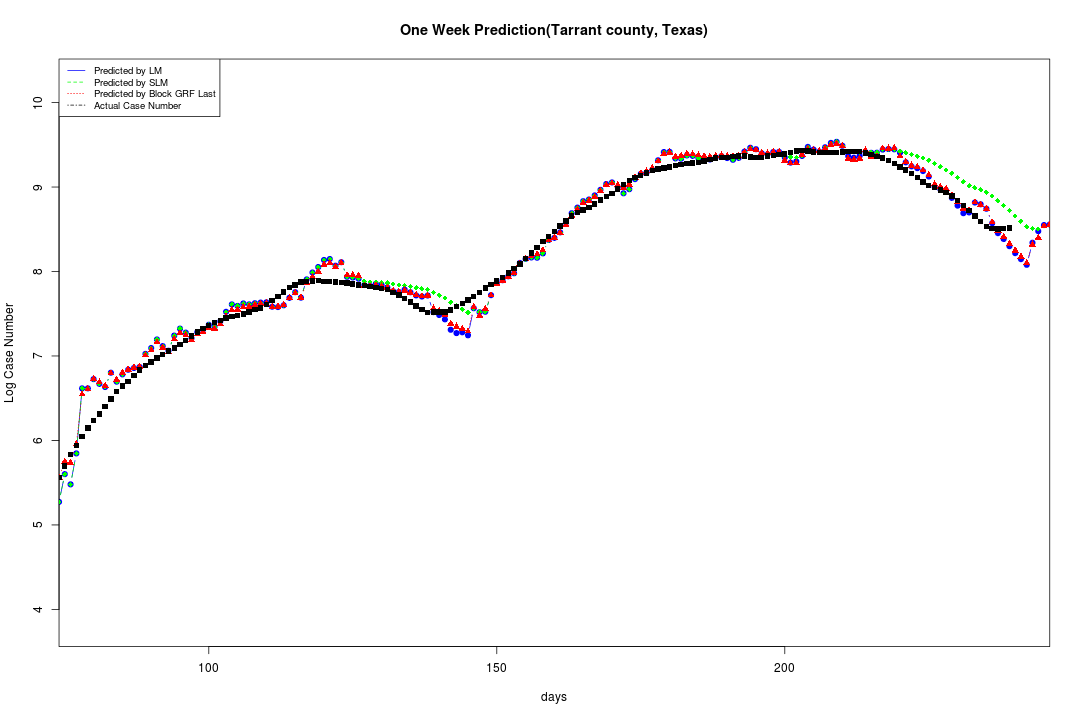 One Week Prediction(Tarrant county, Texas)
Predicted by LM
Predicted by SLM
Predicted by Block GRF Last
Actual Case Number
Log Case Number
10
9
8
7
6
5
4
100 150 200
days